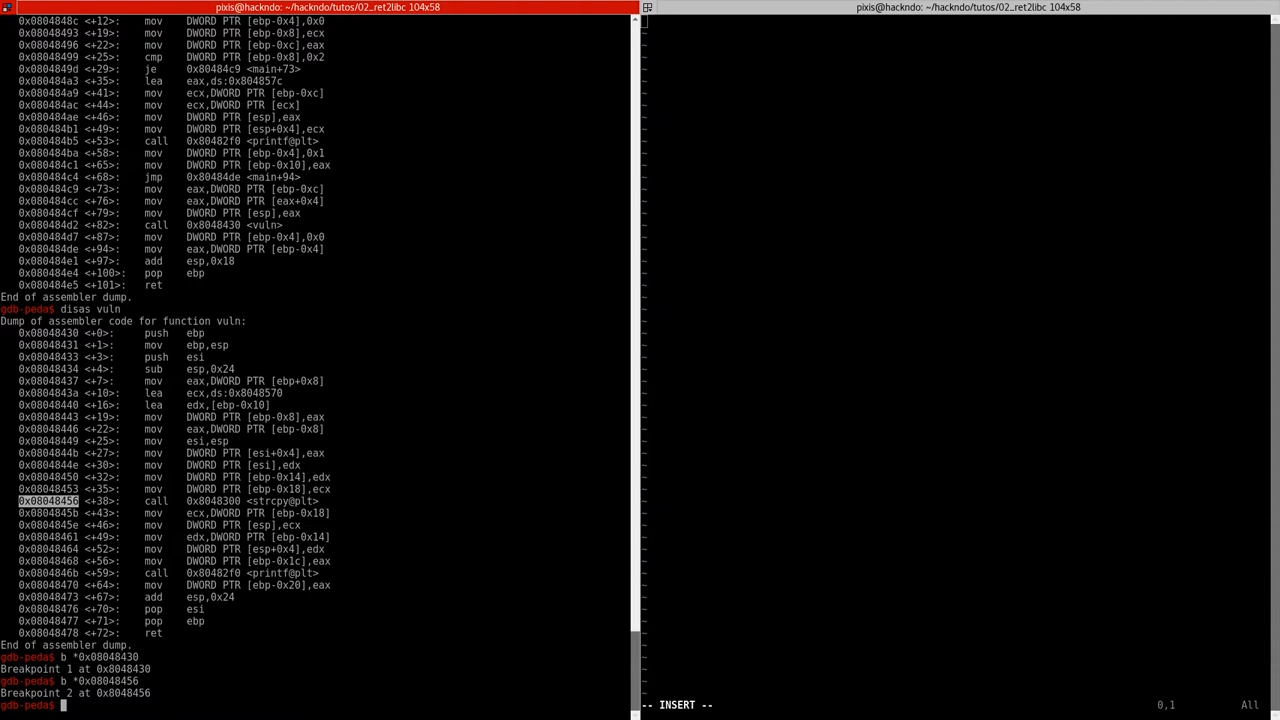 pixis@hackndo: ~/hackndo/tutos/02_ret2libc 104x58
0x0804848c <+12>: mov DWORD PTR [ebp-0x4],0x0
0x08048493 <+19>: mov DWORD PTR [ebp-0x8],ecx
0x08048496 <+22>: mov DWORD PTR [ebp-0xc],eax
0x08048499 <+25>: cmp DWORD PTR [ebp-0x8],0x2
0x0804849d <+29>: je 0x80484c9 <main+73>
0x080484a3 <+35>: lea eax,ds:0x804857c
0x080484a9 <+41>: mov ecx,DWORD PTR [ebp-0xc]
0x080484ac <+44>: mov ecx,DWORD PTR [ecx]
0x080484ae <+46>: mov DWORD PTR [esp],eax
0x080484b1 <+49>: mov DWORD PTR [esp+0x4],ecx
0x080484b5 <+53>: call 0x80482f0 <printf@plt>
0x080484ba <+58>: mov DWORD PTR [ebp-0x4],0x1
0x080484c1 <+65>: mov DWORD PTR [ebp-0x10],eax
0x080484c4 <+68>: jmp 0x80484de <main+94>
0x080484c9 <+73>: mov eax,DWORD PTR [ebp-0xc]
0x080484cc <+76>: mov eax,DWORD PTR [eax+0x4]
0x080484cf <+79>: mov DWORD PTR [esp],eax
0x080484d2 <+82>: call 0x8048430 <vuln>
0x080484d7 <+87>: mov DWORD PTR [ebp-0x4],0x0
0x080484de <+94>: mov eax,DWORD PTR [ebp-0x4]
0x080484e1 <+97>: add esp,0x18
0x080484e4 <+100>: pop ebp
0x080484e5 <+101>: ret
End of assembler dump.
gdb-peda$ disas vuln
Dump of assembler code for function vuln:
0x08048430 <+0>: push ebp
0x08048431 <+1>: mov ebp,esp
0x08048433 <+3>: push esi
0x08048434 <+4>: sub esp,0x24
0x08048437 <+7>: mov eax,DWORD PTR [ebp+0x8]
0x0804843a <+10>: lea ecx,ds:0x8048570
0x08048440 <+16>: lea edx,[ebp-0x10]
0x08048443 <+19>: mov DWORD PTR [ebp-0x8],eax
0x08048446 <+22>: mov eax,DWORD PTR [ebp-0x8]
0x08048449 <+25>: mov esi,esp
0x0804844b <+27>: mov DWORD PTR [esi+0x4],eax
0x0804844e <+30>: mov DWORD PTR [esi],edx
0x08048450 <+32>: mov DWORD PTR [ebp-0x14],edx
0x08048453 <+35>: mov DWORD PTR [ebp-0x18],ecx
0x08048456 <+38>: call 0x8048300 <strcpy@plt>
0x0804845b <+43>: mov ecx,DWORD PTR [ebp-0x18]
0x0804845e <+46>: mov DWORD PTR [esp],ecx
0x08048461 <+49>: mov edx,DWORD PTR [ebp-0x14]
0x08048464 <+52>: mov DWORD PTR [esp+0x4],edx
0x08048468 <+56>: mov DWORD PTR [ebp-0x1c],eax
0x0804846b <+59>: call 0x80482f0 <printf@plt>
0x08048470 <+64>: mov DWORD PTR [ebp-0x20],eax
0x08048473 <+67>: add esp,0x24
0x08048476 <+70>: pop esi
0x08048477 <+71>: pop ebp
0x08048478 <+72>: ret
End of assembler dump.
gdb-peda$ b *0x08048430
Breakpoint 1 at 0x8048430
gdb-peda$ b *0x08048456
Breakpoint 2 at 0x8048456
gdb-peda$
pixis@hackndo: ~/hackndo/tutos/02_ret2libc 104x58
-- INSERT -- 0,1 All